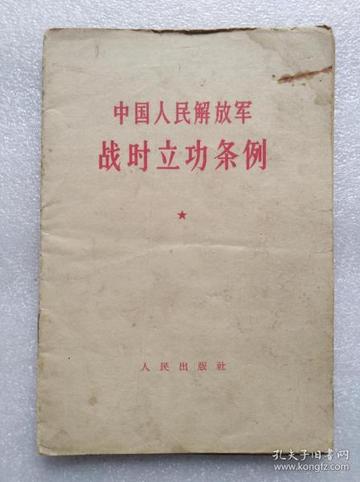 中国人民解放军
战时立功条例
★
人民出版社
孔夫子旧书网
kongfz.com